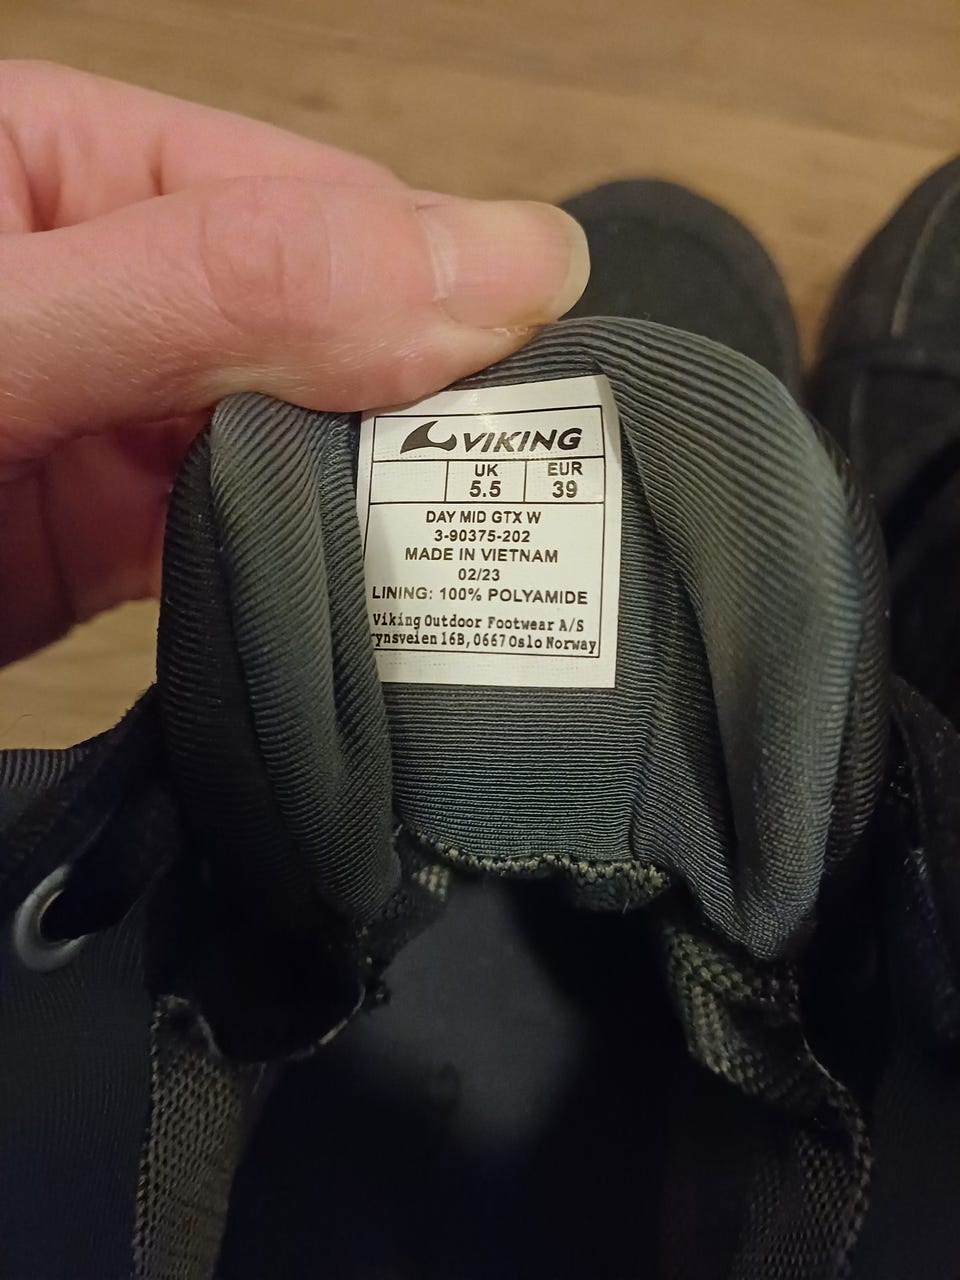 VIKING
UK EUR
5.5 39
DAY MID GTX W
3-90375-202
MADE IN VIETNAM
02/23
LINING: 100% POLYAMIDE
Viking Outdoor Footwear A/S
rynsveien 16B, 0667 Oslo Norway